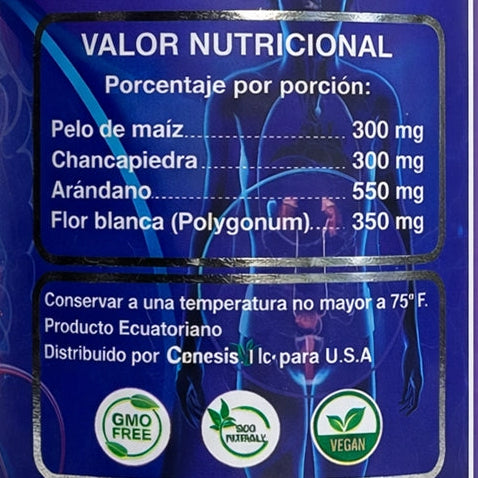 VALOR NUTRICIONAL
Porcentaje por porción:
Pelo de maíz.................. 300 mg
Chancapiedra.................. 300 mg
Arándano...................... 550 mg
Flor blanca (Polygonum)..... 350 mg
Conservar a una temperatura no mayor a 75° F.
Producto Ecuatoriano
Distribuido por Cenesis para U.S.A
GMO
FREE
VEGAN